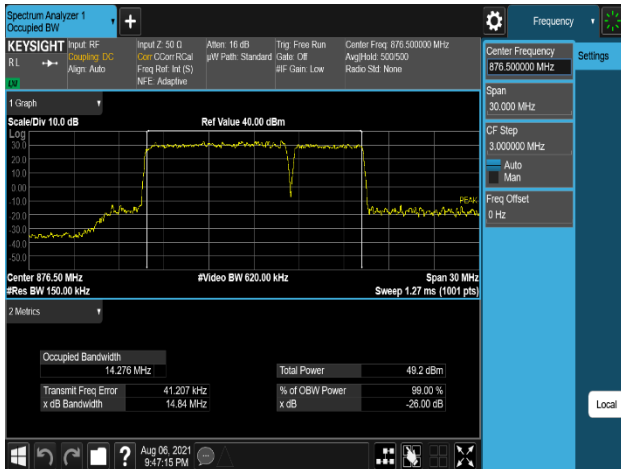 Spectrum Analyzer 1
Occupied BW
Frequency
KEYSIGHT
Input: RF
Coupling: DC
Align: Auto
Input Z: 50 Ω
Corr CCorr RCal
Freq Ref: Int (S)
NFE: Adaptive
Atten: 16 dB
µW Path: Standard
Trig: Free Run
Gate: Off
#IF Gain: Low
Center Freq: 876.500000 MHz
Avg|Hold: 500/500
Radio Std: None
R L
Center Frequency
876.500000 MHz
Settings
Span
30.000 MHz
CF Step
3.000000 MHz
Auto
Man
Freq Offset
0 Hz
1 Graph
Scale/Div 10.0 dB
Ref Value 40.00 dBm
Log
30.0
20.0
10.0
0.00
-10.0
-20.0
-30.0
-40.0
-50.0
PEAK
Center 876.50 MHz
#Video BW 620.00 kHz
Span 30 MHz
#Res BW 150.00 kHz
Sweep 1.27 ms (1001 pts)
2 Metrics
Occupied Bandwidth
14.276 MHz
Total Power 49.2 dBm
Transmit Freq Error 41.207 kHz
% of OBW Power 99.00 %
x dB Bandwidth 14.84 MHz
x dB -26.00 dB
Local
?
Aug 06, 2021
9:47:15 PM